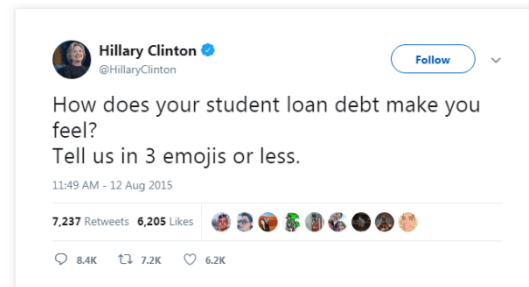 Hillary Clinton
@HillaryClinton
Follow
How does your student loan debt make you
feel?
Tell us in 3 emojis or less.
11:49 AM - 12 Aug 2015
7,237 Retweets 6,205 Likes
8.4K 7.2K 6.2K